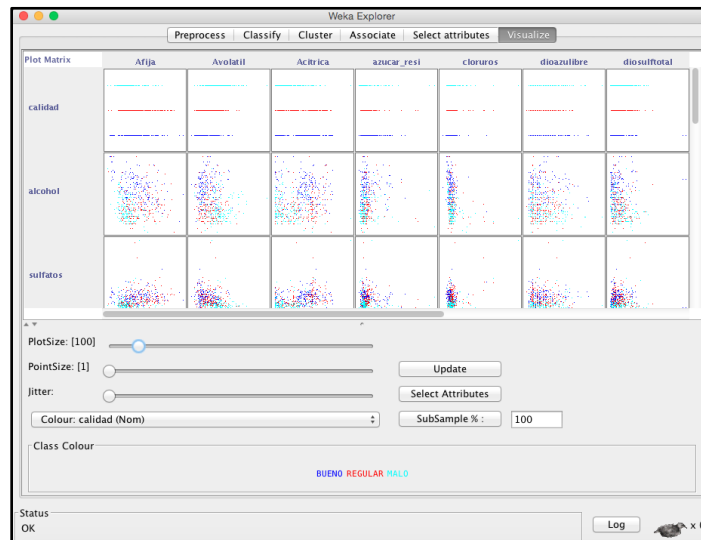 Weka Explorer
Preprocess Classify Cluster Associate Select attributes Visualize
Plot Matrix Afija Avolatil Acitrica azucar_resi cloruros dioazulibre diosulftotal
calidad
alcohol
sulfatos
PlotSize: [100]
PointSize: [1] Update
Jitter: Select Attributes
Colour: calidad (Nom) SubSample % : 100
Class Colour
BUENO REGULAR MALO
Status
OK Log x